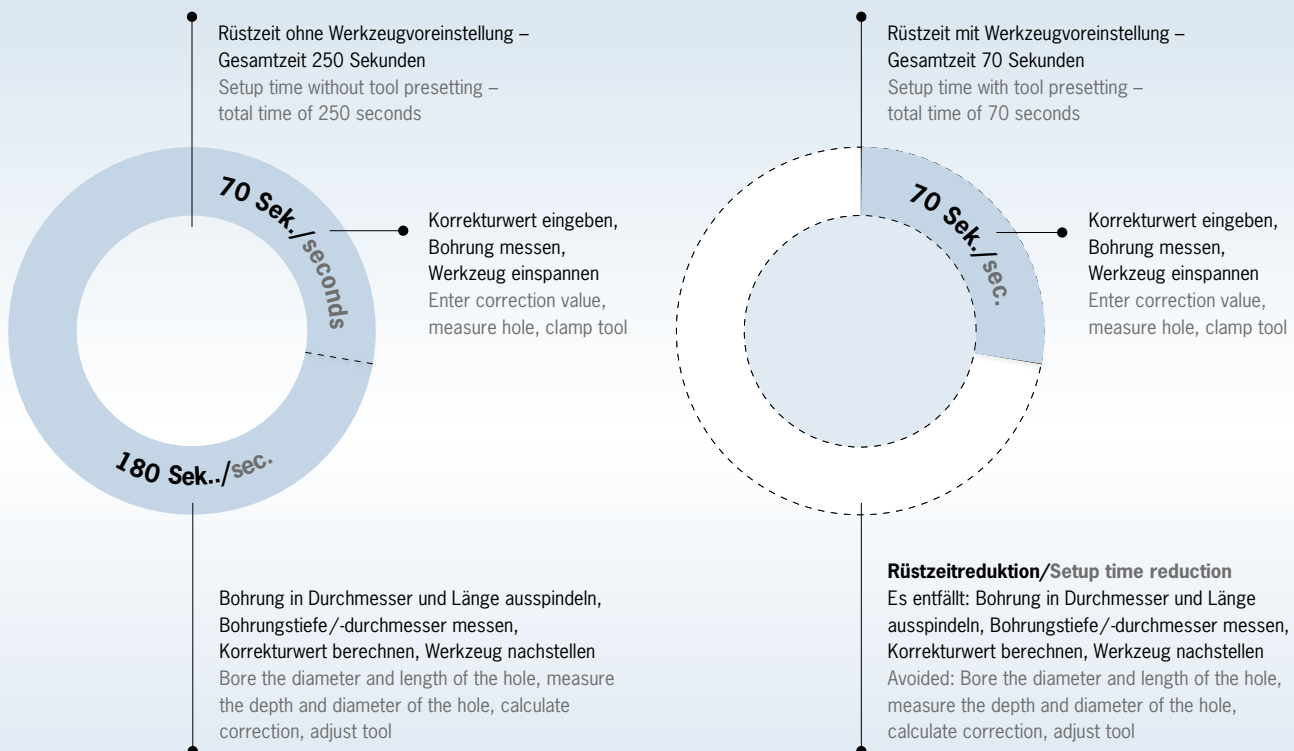 Rüstzeit ohne Werkzeugvoreinstellung –
Gesamtzeit 250 Sekunden
Setup time without tool presetting –
total time of 250 seconds
70 Sek./seconds
Korrekturwert eingeben,
Bohrung messen,
Werkzeug einspannen
Enter correction value,
measure hole, clamp tool
180 Sek../sec.
Bohrung in Durchmesser und Länge ausspindeln,
Bohrungstiefe/-durchmesser messen,
Korrekturwert berechnen, Werkzeug nachstellen
Bore the diameter and length of the hole, measure
the depth and diameter of the hole, calculate
correction, adjust tool
Rüstzeit mit Werkzeugvoreinstellung –
Gesamtzeit 70 Sekunden
Setup time with tool presetting –
total time of 70 seconds
70 Sek./sec.
Korrekturwert eingeben,
Bohrung messen,
Werkzeug einspannen
Enter correction value,
measure hole, clamp tool
Rüstzeitreduktion/Setup time reduction
Es entfällt: Bohrung in Durchmesser und Länge
ausspindeln, Bohrungstiefe/-durchmesser messen,
Korrekturwert berechnen, Werkzeug nachstellen
Avoided: Bore the diameter and length of the hole,
measure the depth and diameter of the hole,
calculate correction, adjust tool